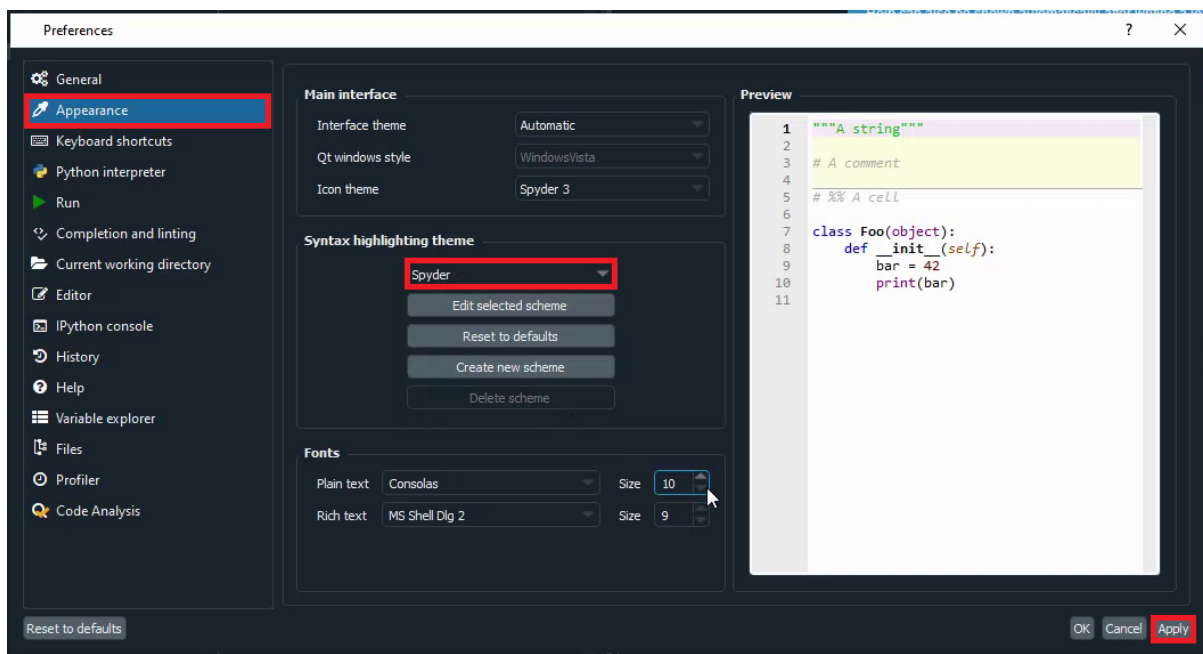 Preferences
?
General
Appearance
Keyboard shortcuts
Python interpreter
Run
Completion and linting
Current working directory
Editor
IPython console
History
Help
Variable explorer
Files
Profiler
Code Analysis
Main interface
Interface theme Automatic
Qt windows style WindowsVista
Icon theme Spyder 3
Syntax highlighting theme
Spyder
Edit selected scheme
Reset to defaults
Create new scheme
Delete scheme
Fonts
Plain text Consolas Size 10
Rich text MS Shell Dlg 2 Size 9
Preview
1 """A string"""
2
3 # A comment
4
5 # %% A cell
6
7 class Foo(object):
8     def __init__(self):
9         bar = 42
10         print(bar)
11
Reset to defaults
OK Cancel Apply